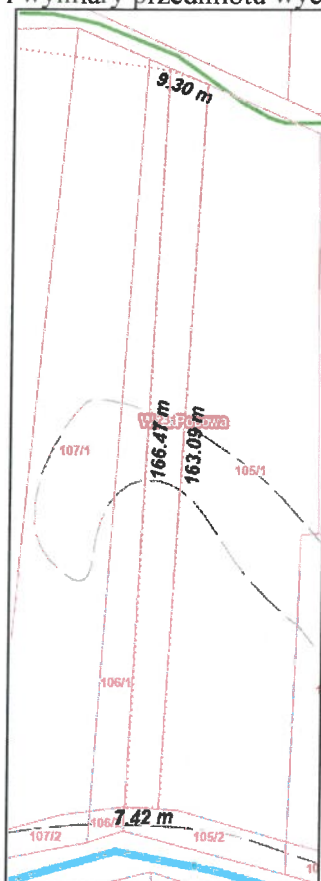 i wymiary przedmiotu wyc
9.30 m
107/1
166.47 m
163.09 m
105/1
106/1
7.42 m
107/2
105/2